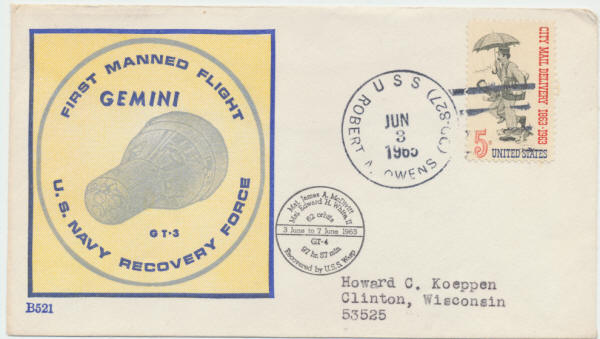 FIRST MANNED FLIGHT
GEMINI
GT-3
U.S. NAVY RECOVERY FORCE
B521
USS
ROBERT A. OWENS (DD-827)
JUN
3
1965
CITY MAIL DELIVERY 1863-1963
5¢
UNITED STATES
Maj. James A. McDivitt
Maj. Edward H. White, II
62 orbits
3 June to 7 June 1965
GT-4
97 hr. 57 min
Recovered by U.S.S. Wasp
Howard C. Koeppen
Clinton, Wisconsin
53525